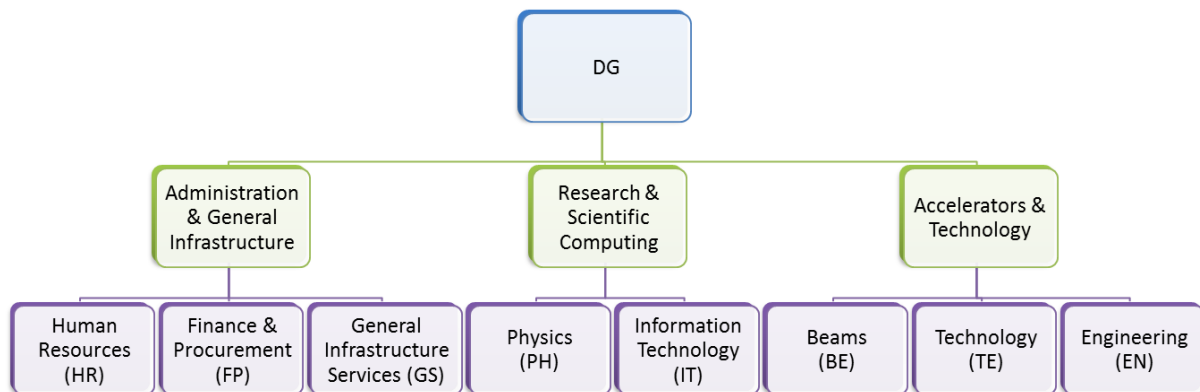 DG
Administration
& General
Infrastructure
Research &
Scientific
Computing
Accelerators &
Technology
Human
Resources
(HR)
Finance &
Procurement
(FP)
General
Infrastructure
Services (GS)
Physics
(PH)
Information
Technology
(IT)
Beams
(BE)
Technology
(TE)
Engineering
(EN)